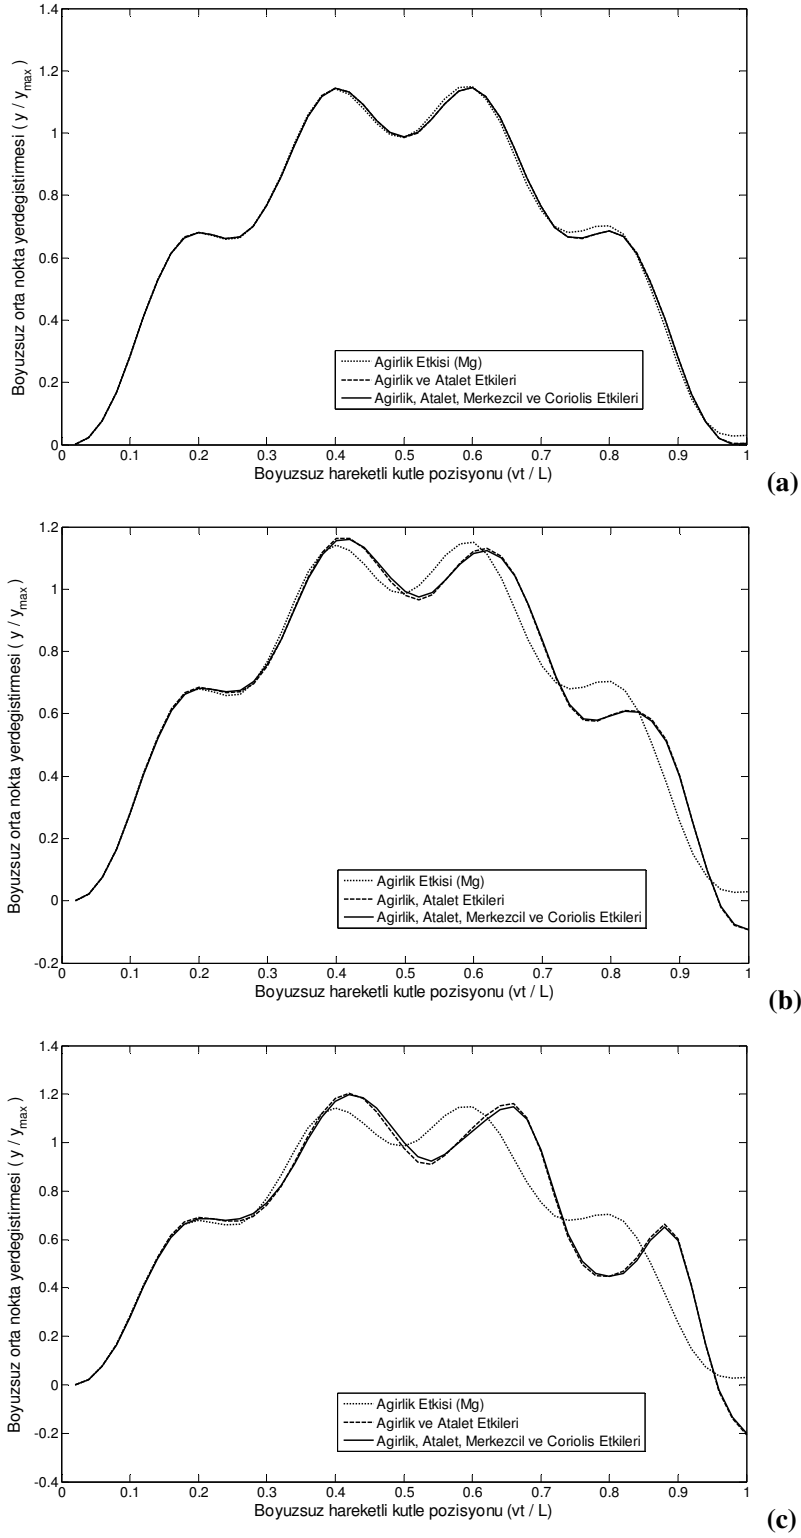 1.4
1.2
1
0.8
0.6
0.4
0.2
0
Boyuzsuz orta nokta yerdegistirmesi ( y / ymax )
Agirlik Etkisi (Mg)
Agirlik ve Atalet Etkileri
Agirlik, Atalet, Merkezcil ve Coriolis Etkileri
0 0.1 0.2 0.3 0.4 0.5 0.6 0.7 0.8 0.9 1
Boyuzsuz hareketli kutle pozisyonu (vt / L)
(a)
1.2
1
0.8
0.6
0.4
0.2
0
-0.2
Boyuzsuz orta nokta yerdegistirmesi ( y / ymax )
Agirlik Etkisi (Mg)
Agirlik, Atalet Etkileri
Agirlik, Atalet, Merkezcil ve Coriolis Etkileri
0 0.1 0.2 0.3 0.4 0.5 0.6 0.7 0.8 0.9 1
Boyuzsuz hareketli kutle pozisyonu (vt / L)
(b)
1.4
1.2
1
0.8
0.6
0.4
0.2
0
-0.2
-0.4
Boyuzsuz orta nokta yerdegistirmesi ( y / ymax )
Agirlik Etkisi (Mg)
Agirlik ve Atalet Etkileri
Agirlik, Atalet, Merkezcil ve Coriolis Etkileri
0 0.1 0.2 0.3 0.4 0.5 0.6 0.7 0.8 0.9 1
Boyuzsuz hareketli kutle pozisyonu (vt / L)
(c)